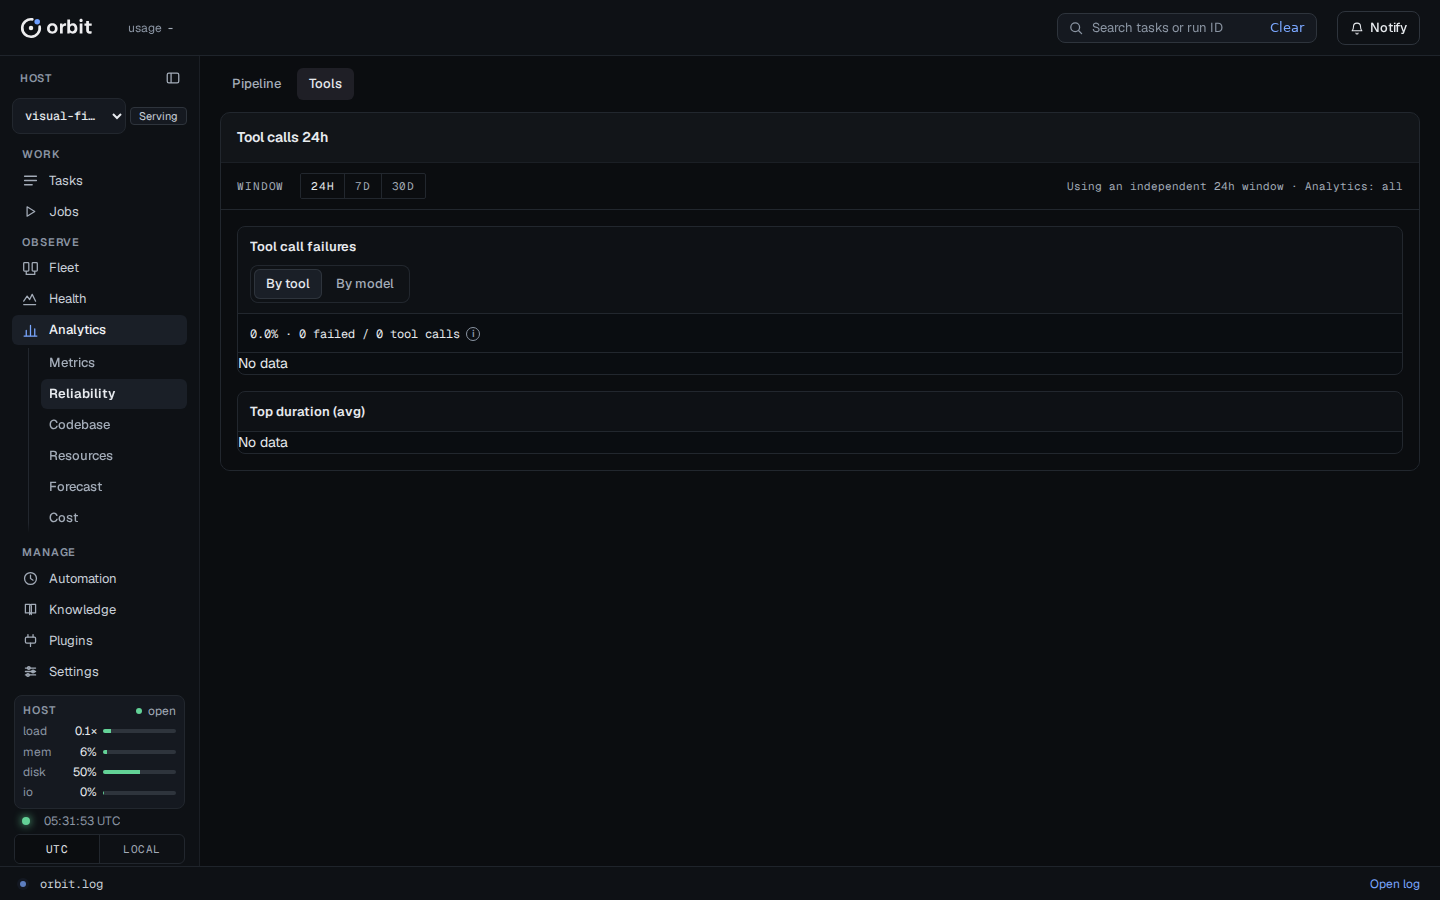 orbit
usage -
Search tasks or run ID
Clear
Notify
HOST
visual-fi…
Serving
WORK
Tasks
Jobs
OBSERVE
Fleet
Health
Analytics
Metrics
Reliability
Codebase
Resources
Forecast
Cost
MANAGE
Automation
Knowledge
Plugins
Settings
HOST
open
load 0.1×
mem 6%
disk 50%
io 0%
05:31:53 UTC
UTC
LOCAL
Pipeline
Tools
Tool calls 24h
WINDOW
24H
7D
30D
Using an independent 24h window · Analytics: all
Tool call failures
By tool
By model
0.0% · 0 failed / 0 tool calls
No data
Top duration (avg)
No data
orbit.log
Open log